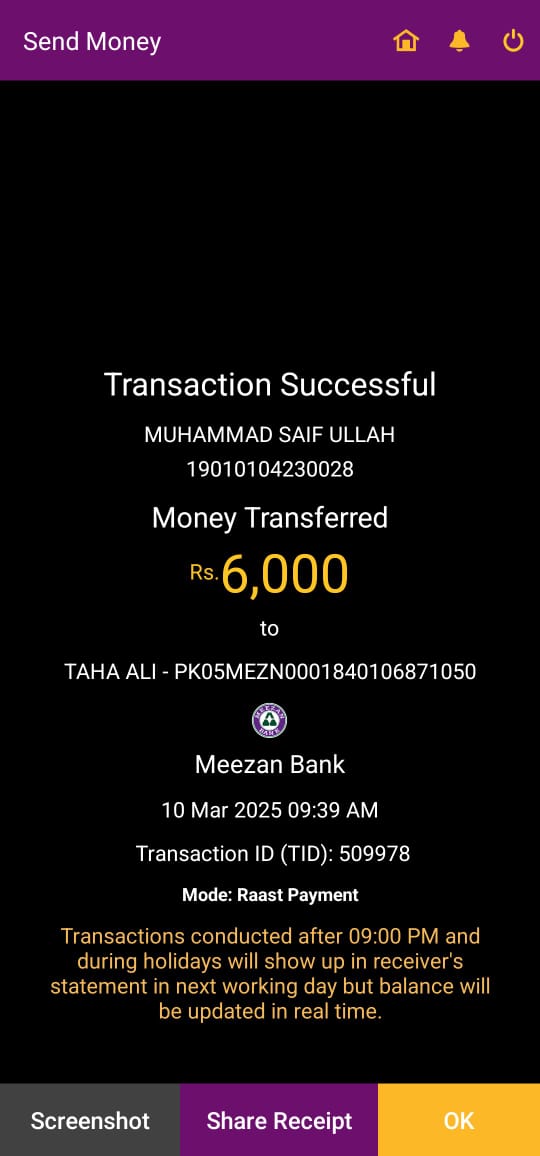 Send Money
Transaction Successful
MUHAMMAD SAIF ULLAH
19010104230028
Money Transferred
Rs.6,000
to
TAHA ALI - PK05MEZN0001840106871050
MEEZAN BANK
Meezan Bank
10 Mar 2025 09:39 AM
Transaction ID (TID): 509978
Mode: Raast Payment
Transactions conducted after 09:00 PM and
during holidays will show up in receiver's
statement in next working day but balance will
be updated in real time.
Screenshot
Share Receipt
OK